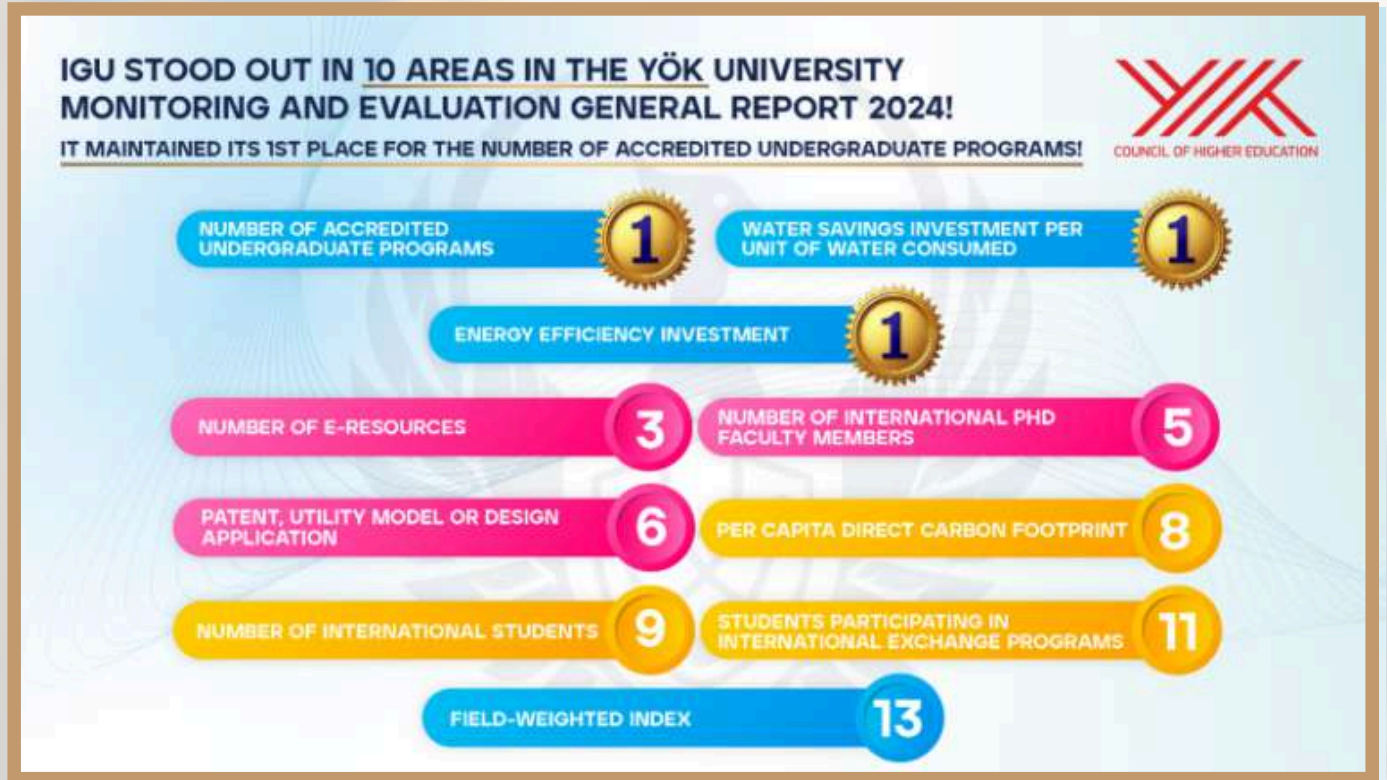 IGU STOOD OUT IN 10 AREAS IN THE YÖK UNIVERSITY
MONITORING AND EVALUATION GENERAL REPORT 2024!
IT MAINTAINED ITS 1ST PLACE FOR THE NUMBER OF ACCREDITED UNDERGRADUATE PROGRAMS!
YÖK
COUNCIL OF HIGHER EDUCATION
NUMBER OF ACCREDITED
UNDERGRADUATE PROGRAMS
1
WATER SAVINGS INVESTMENT PER
UNIT OF WATER CONSUMED
1
ENERGY EFFICIENCY INVESTMENT
1
NUMBER OF E-RESOURCES
3
NUMBER OF INTERNATIONAL PHD
FACULTY MEMBERS
5
PATENT, UTILITY MODEL OR DESIGN
APPLICATION
6
PER CAPITA DIRECT CARBON FOOTPRINT
8
NUMBER OF INTERNATIONAL STUDENTS
9
STUDENTS PARTICIPATING IN
INTERNATIONAL EXCHANGE PROGRAMS
11
FIELD-WEIGHTED INDEX
13